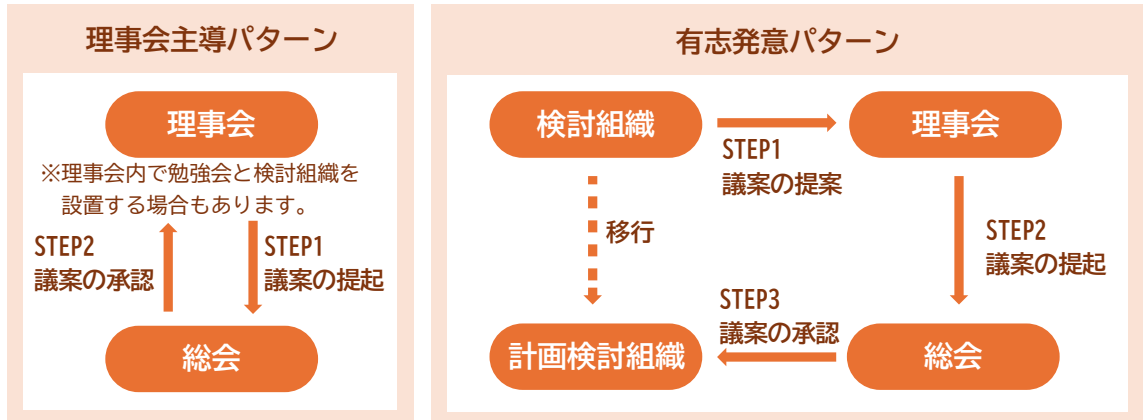 理事会主導パターン
理事会
※理事会内で勉強会と検討組織を
設置する場合もあります。
STEP2
議案の承認
STEP1
議案の提起
総会
有志発意パターン
検討組織
理事会
STEP1
議案の提案
移行
STEP2
議案の提起
STEP3
議案の承認
計画検討組織
総会